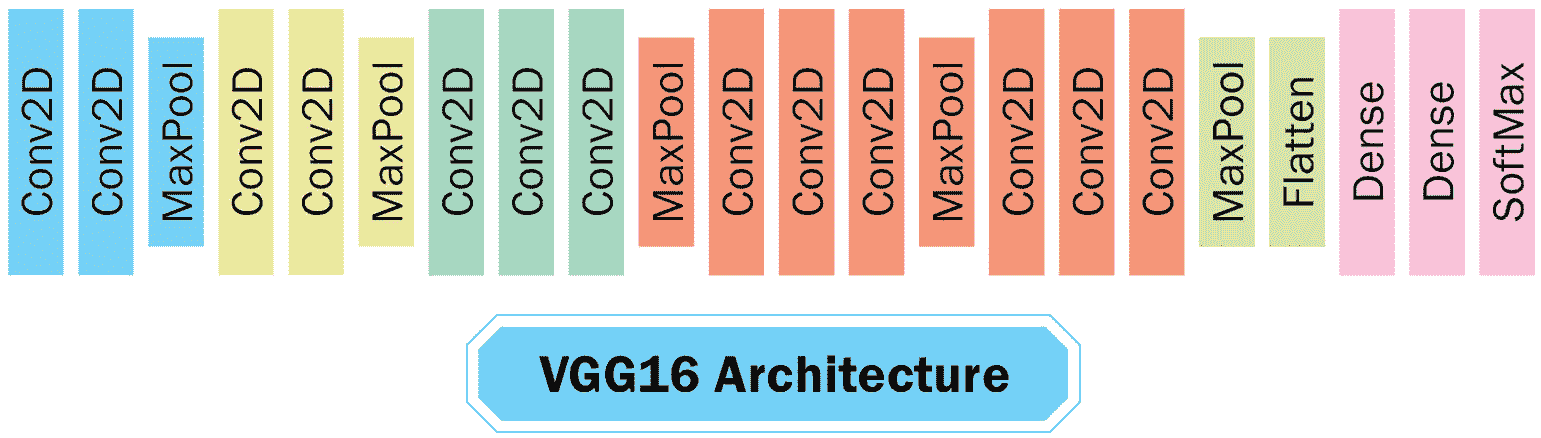 Conv2D
Conv2D
MaxPool
Conv2D
Conv2D
MaxPool
Conv2D
Conv2D
Conv2D
MaxPool
Conv2D
Conv2D
Conv2D
MaxPool
Conv2D
Conv2D
Conv2D
MaxPool
Flatten
Dense
Dense
SoftMax
VGG16 Architecture